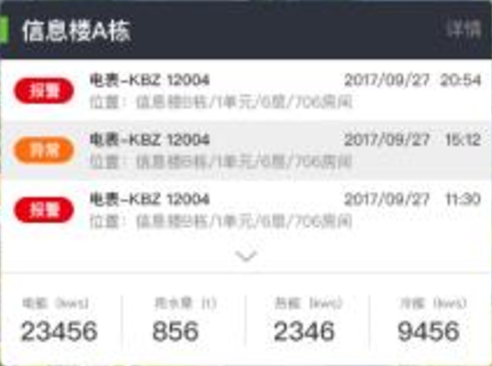 信息楼A栋 详情
报警 电表-KBZ 12004 2017/09/27 20:54
位置：信息楼B栋/1单元/6层/706房间
异常 电表-KBZ 12004 2017/09/27 15:12
位置：信息楼B栋/1单元/6层/706房间
报警 电表-KBZ 12004 2017/09/27 11:30
位置：信息楼B栋/1单元/6层/706房间
电能（kws） 用水量（t） 热能（kws） 冷能（kws）
23456 856 2346 9456